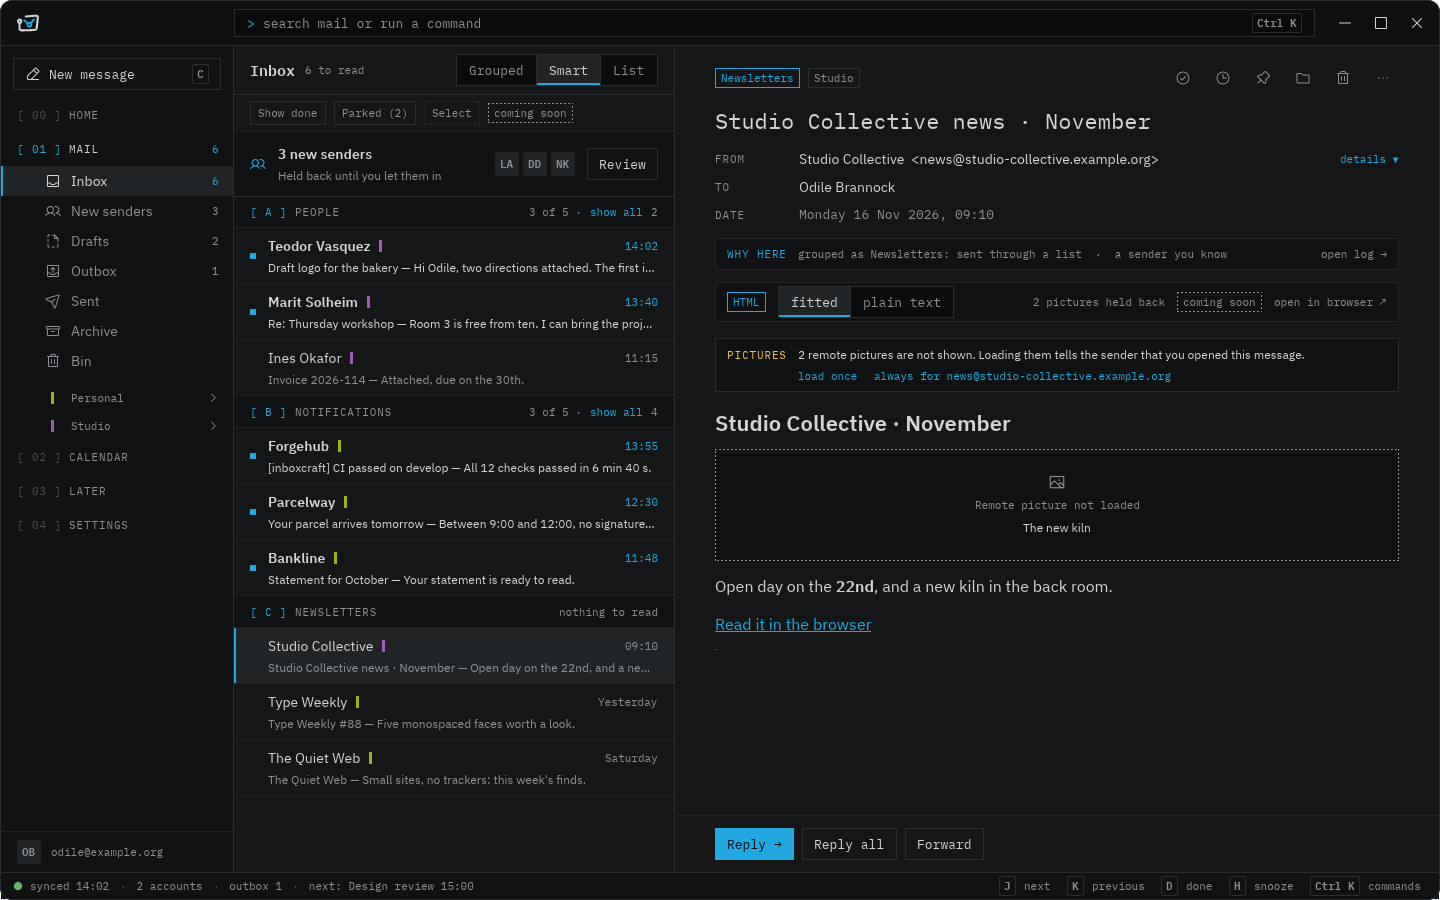 > search mail or run a command Ctrl K
New message C
[ 00 ] HOME
[ 01 ] MAIL 6
Inbox 6
New senders 3
Drafts 2
Outbox 1
Sent
Archive
Bin
Personal
Studio
[ 02 ] CALENDAR
[ 03 ] LATER
[ 04 ] SETTINGS
OB odile@example.org
Inbox 6 to read Grouped Smart List
Show done Parked (2) Select coming soon
3 new senders
Held back until you let them in
LA DD NK Review
[ A ] PEOPLE 3 of 5 · show all 2
Teodor Vasquez 14:02
Draft logo for the bakery — Hi Odile, two directions attached. The first i…
Marit Solheim 13:40
Re: Thursday workshop — Room 3 is free from ten. I can bring the proj…
Ines Okafor 11:15
Invoice 2026-114 — Attached, due on the 30th.
[ B ] NOTIFICATIONS 3 of 5 · show all 4
Forgehub 13:55
[inboxcraft] CI passed on develop — All 12 checks passed in 6 min 40 s.
Parcelway 12:30
Your parcel arrives tomorrow — Between 9:00 and 12:00, no signature…
Bankline 11:48
Statement for October — Your statement is ready to read.
[ C ] NEWSLETTERS nothing to read
Studio Collective 09:10
Studio Collective news · November — Open day on the 22nd, and a ne…
Type Weekly Yesterday
Type Weekly #88 — Five monospaced faces worth a look.
The Quiet Web Saturday
The Quiet Web — Small sites, no trackers: this week's finds.
Newsletters Studio
Studio Collective news · November
FROM Studio Collective <news@studio-collective.example.org> details ▾
TO Odile Brannock
DATE Monday 16 Nov 2026, 09:10
WHY HERE grouped as Newsletters: sent through a list · a sender you know open log →
HTML fitted plain text 2 pictures held back coming soon open in browser ↗
PICTURES 2 remote pictures are not shown. Loading them tells the sender that you opened this message.
load once always for news@studio-collective.example.org
Studio Collective · November
Remote picture not loaded
The new kiln
Open day on the 22nd, and a new kiln in the back room.
Read it in the browser
Reply → Reply all Forward
synced 14:02 · 2 accounts · outbox 1 · next: Design review 15:00
J next K previous D done H snooze Ctrl K commands